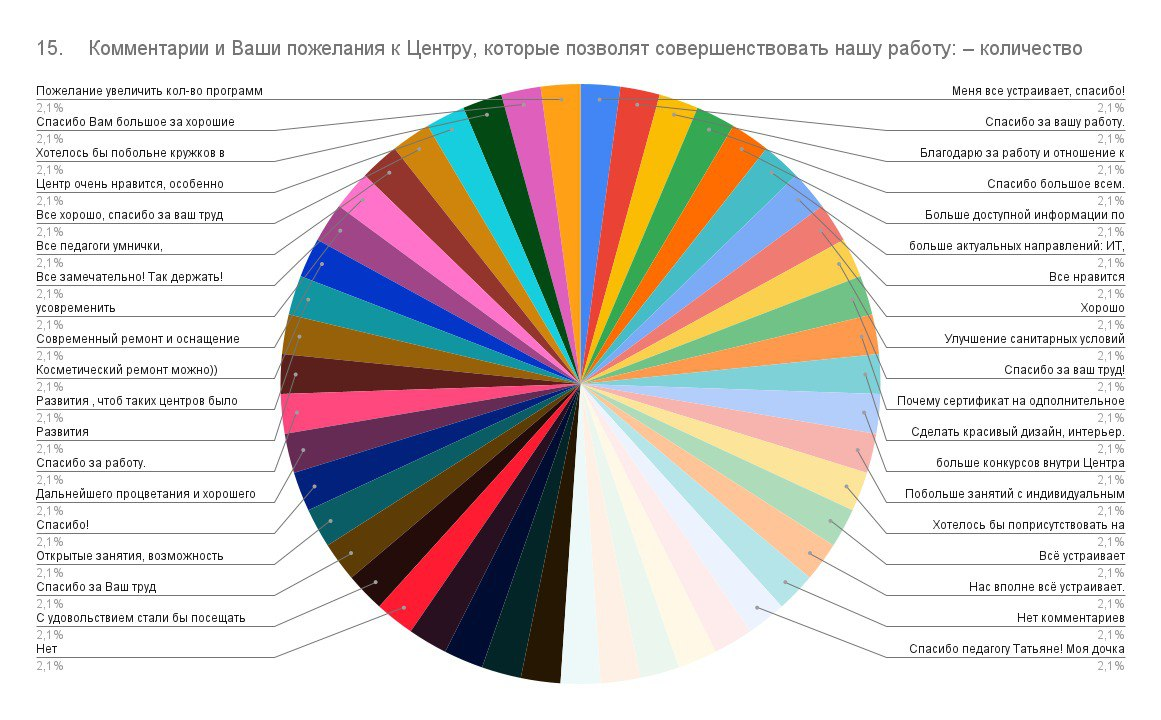 15. Комментарии и Ваши пожелания к Центру, которые позволят совершенствовать нашу работу: – количество
Пожелание увеличить кол-во программ
2,1%
Спасибо Вам большое за хорошие
2,1%
Хотелось бы побольне кружков в
2,1%
Центр очень нравится, особенно
2,1%
Все хорошо, спасибо за ваш труд
2,1%
Все педагоги умнички,
2,1%
Все замечательно! Так держать!
2,1%
усовременить
2,1%
Современный ремонт и оснащение
2,1%
Косметический ремонт можно))
2,1%
Развития , чтоб таких центров было
2,1%
Развития
2,1%
Спасибо за работу.
2,1%
Дальнейшего процветания и хорошего
2,1%
Спасибо!
2,1%
Открытые занятия, возможность
2,1%
Спасибо за Ваш труд
2,1%
С удовольствием стали бы посещать
2,1%
Нет
2,1%
Меня все устраивает, спасибо!
2,1%
Спасибо за вашу работу.
2,1%
Благодарю за работу и отношение к
2,1%
Спасибо большое всем.
2,1%
Больше доступной информации по
2,1%
больше актуальных направлений: ИТ,
2,1%
Все нравится
2,1%
Хорошо
2,1%
Улучшение санитарных условий
2,1%
Спасибо за ваш труд!
2,1%
Почему сертификат на одполнительное
2,1%
Сделать красивый дизайн, интерьер.
2,1%
больше конкурсов внутри Центра
2,1%
Побольше занятий с индивидуальным
2,1%
Хотелось бы поприсутствовать на
2,1%
Всё устраивает
2,1%
Нас вполне всё устраивает.
2,1%
Нет комментариев
2,1%
Спасибо педагогу Татьяне! Моя дочка
2,1%